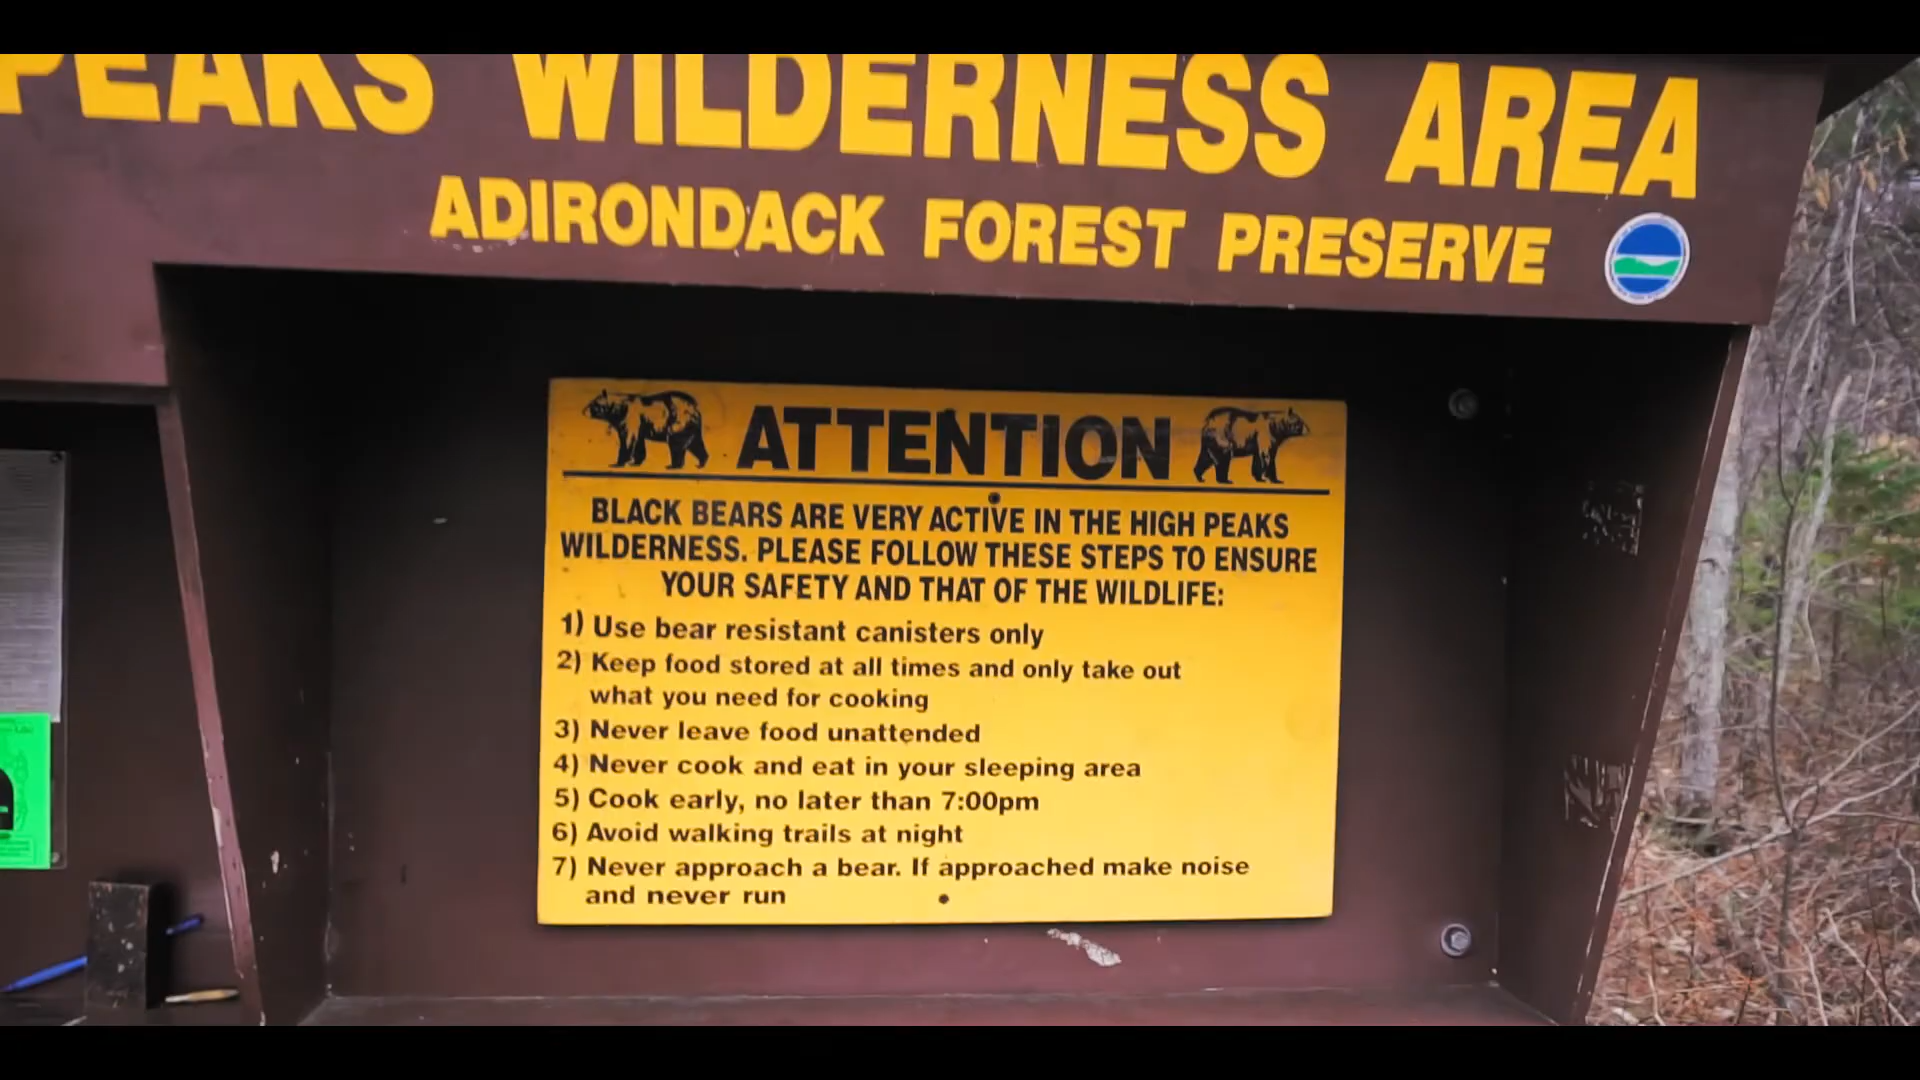 PEAKS WILDERNESS AREA
ADIRONDACK FOREST PRESERVE
ATTENTION
BLACK BEARS ARE VERY ACTIVE IN THE HIGH PEAKS
WILDERNESS. PLEASE FOLLOW THESE STEPS TO ENSURE
YOUR SAFETY AND THAT OF THE WILDLIFE:
1) Use bear resistant canisters only
2) Keep food stored at all times and only take out
what you need for cooking
3) Never leave food unattended
4) Never cook and eat in your sleeping area
5) Cook early, no later than 7:00pm
6) Avoid walking trails at night
7) Never approach a bear. If approached make noise
and never run